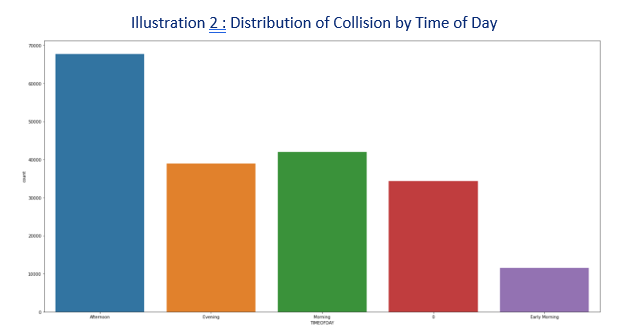 Illustration 2 : Distribution of Collision by Time of Day
70000
60000
50000
40000
30000
20000
10000
0
count
Afternoon Evening Morning 0 Early Morning
TIMEOFDAY